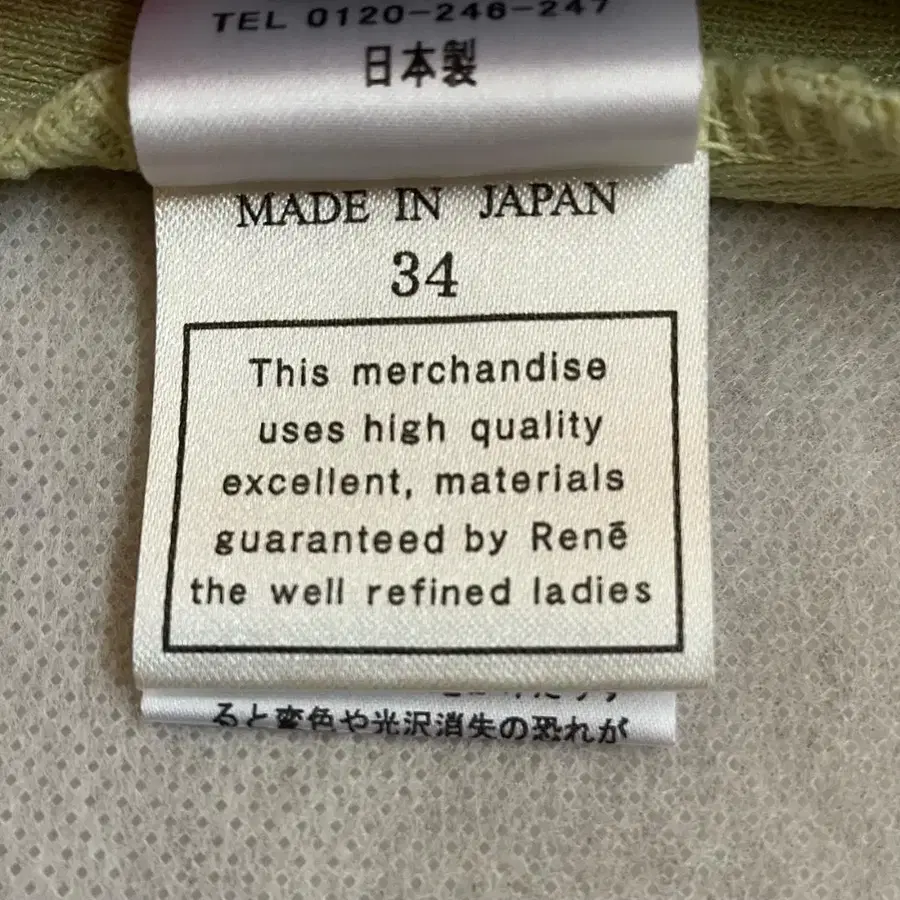 TEL 0120-246-247
日本製
MADE IN JAPAN
34
This merchandise
uses high quality
excellent, materials
guaranteed by Renē
the well refined ladies
ると変色や光沢消失の恐れが